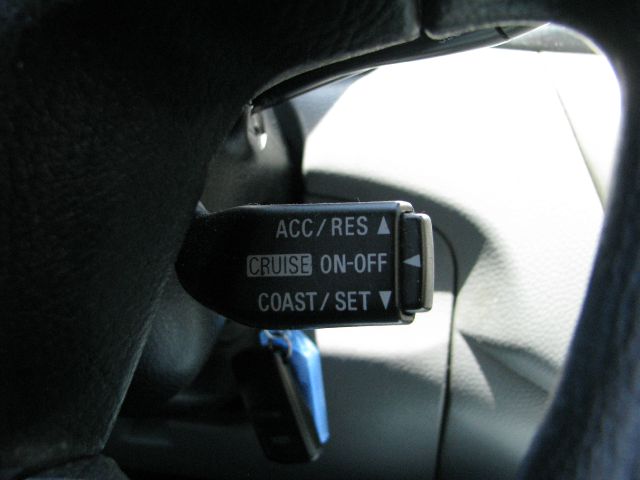 ACC/RES ▲
CRUISE ON-OFF ◀
COAST/SET ▼